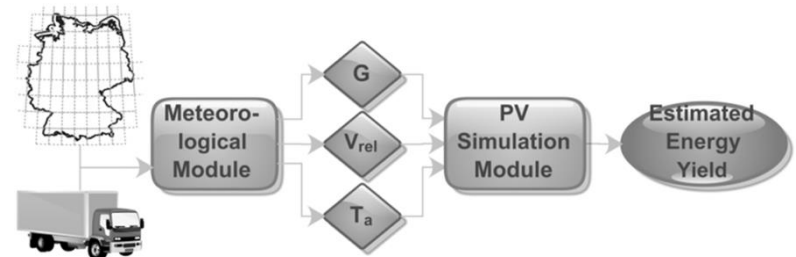 Meteoro-
logical
Module
G
Vrel
Ta
PV
Simulation
Module
Estimated
Energy
Yield